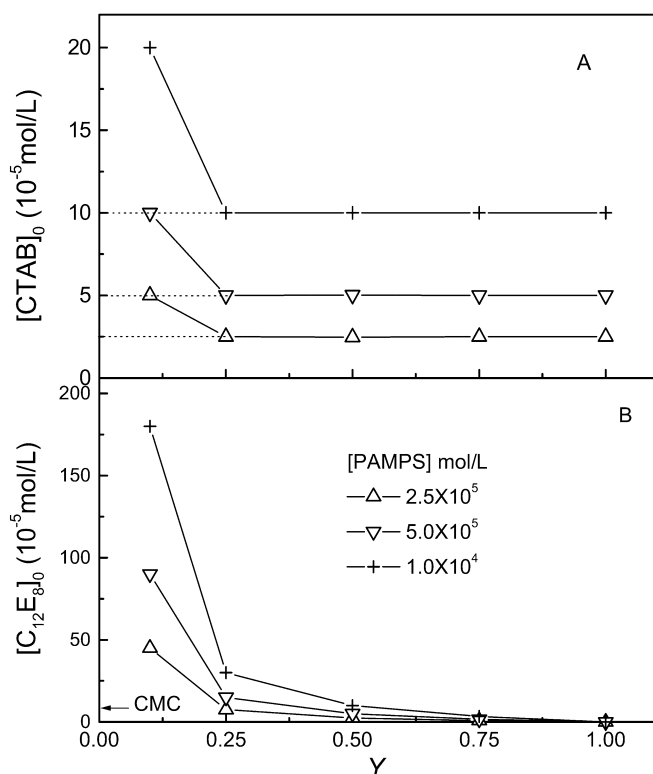 20
15
10
5
0
[CTAB]₀ (10⁻⁵mol/L)
A
200
150
100
50
0
[C₁₂E₈]₀ (10⁻⁵mol/L)
B
[PAMPS] mol/L
2.5X10⁵
5.0X10⁵
1.0X10⁴
CMC
0.00 0.25 0.50 0.75 1.00
Y